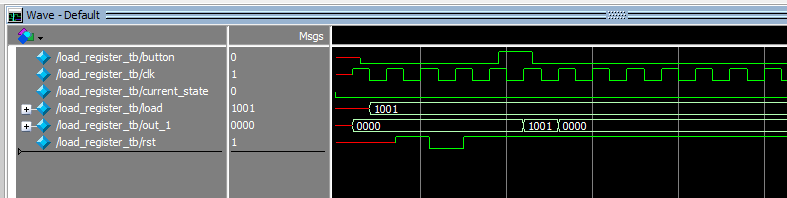 Wave - Default
Msgs
/load_register_tb/button 0
/load_register_tb/clk 1
/load_register_tb/current_state 0
/load_register_tb/load 1001 1001
/load_register_tb/out_1 0000 0000 1001 0000
/load_register_tb/rst 1